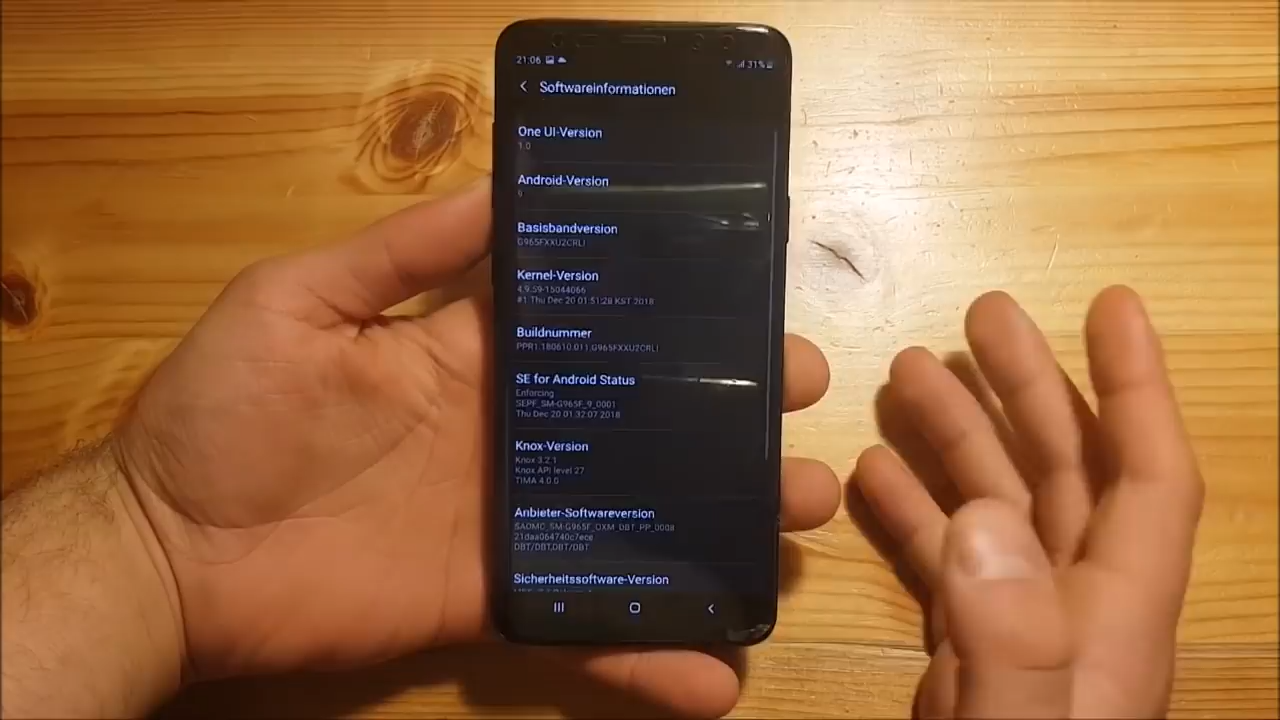 21:06
31%
Softwareinformationen
One UI-Version
1.0
Android-Version
9
Basisbandversion
G965FXXU2CRLI
Kernel-Version
4.9.59-15044066
#1 Thu Dec 20 01:51:28 KST 2018
Buildnummer
PPR1.180610.011.G965FXXU2CRLI
SE for Android Status
Enforcing
SEPF_SM-G965F_9_0001
Thu Dec 20 01:32:07 2018
Knox-Version
Knox 3.2.1
Knox API level 27
TIMA 4.0.0
Anbieter-Softwareversion
SAOMC_SM-G965F_OXM_DBT_PP_0008
21daa064740c7ece
DBT/DBT,DBT/DBT
Sicherheitssoftware-Version